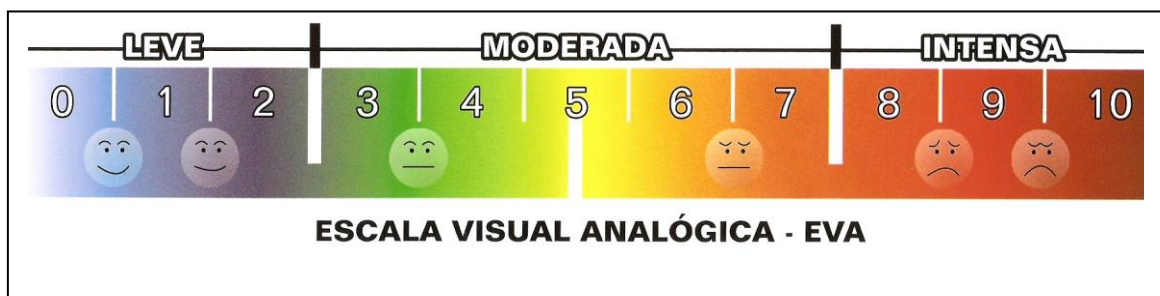 LEVE MODERADA INTENSA
0 1 2 3 4 5 6 7 8 9 10
ESCALA VISUAL ANALÓGICA - EVA